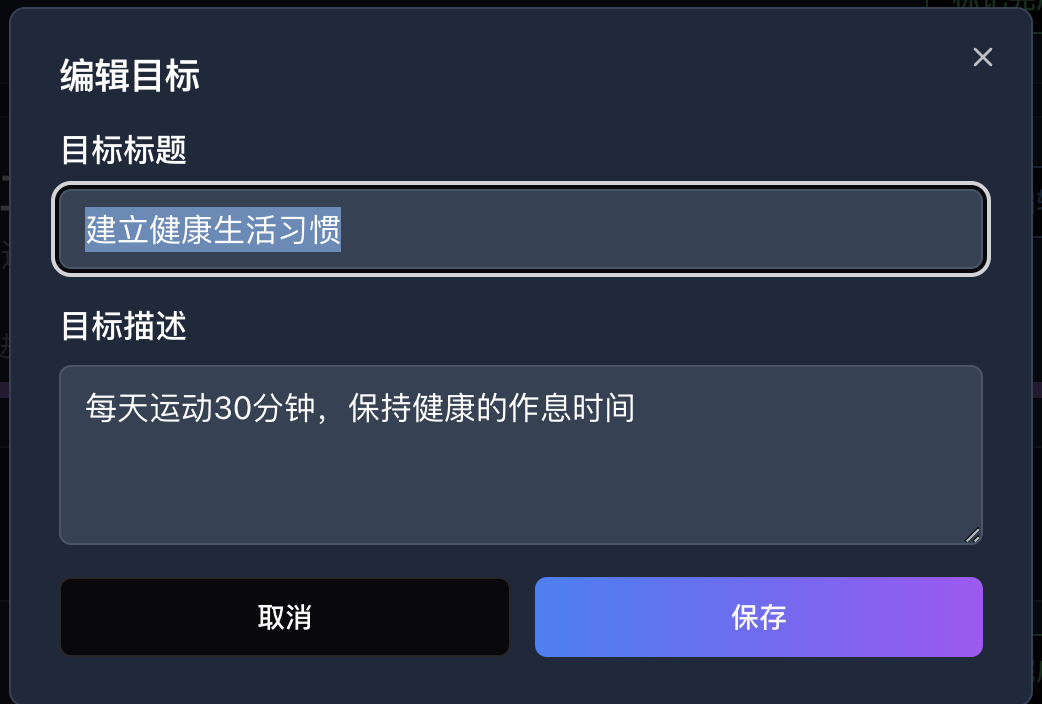 编辑目标
目标标题
建立健康生活习惯
目标描述
每天运动30分钟，保持健康的作息时间
取消
保存